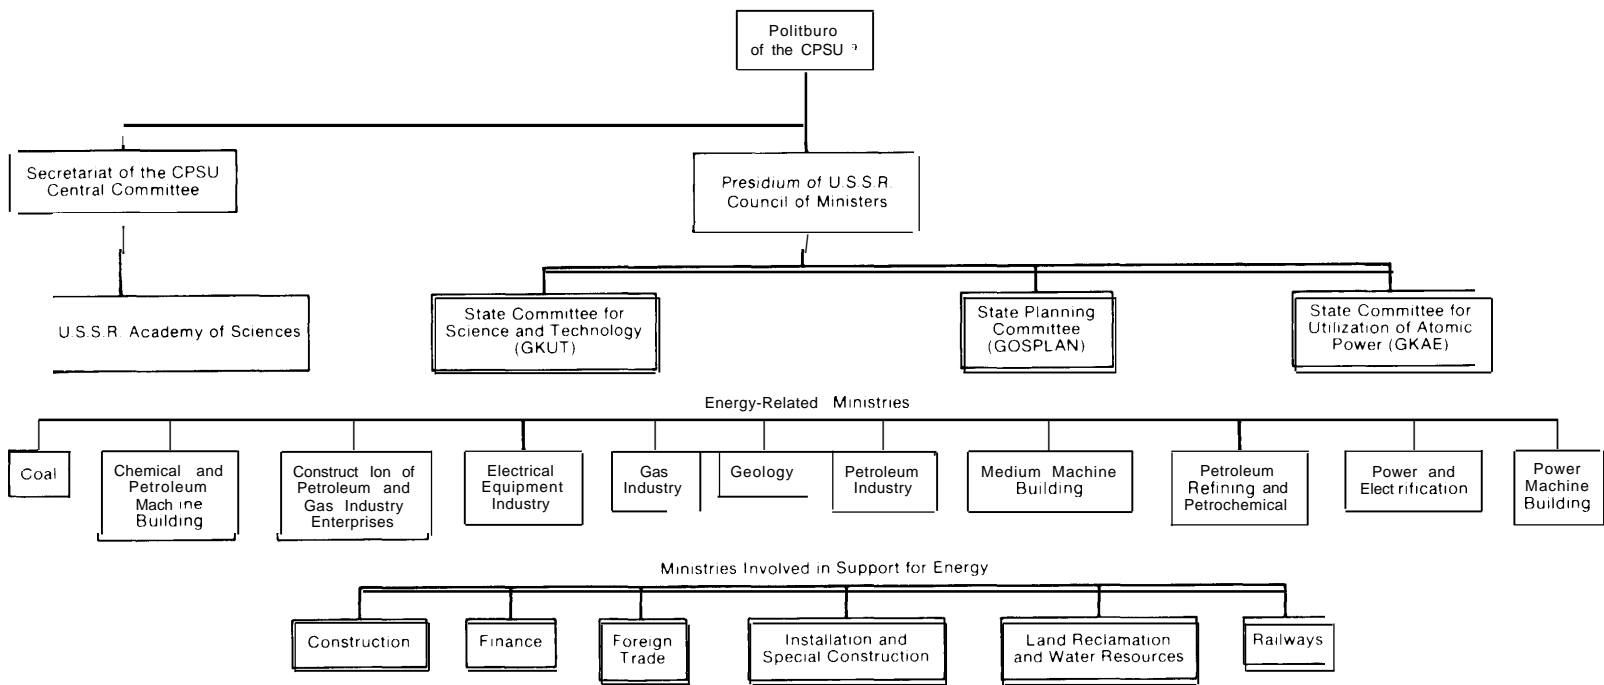 Politburo
of the CPSU a
Secretariat of the CPSU
Central Committee
Presidium of U.S.S.R.
Council of Ministers
U.S.S.R. Academy of Sciences
State Committee for
Science and Technology
(GKUT)
State Planning
Committee
(GOSPLAN)
State Committee for
Utilization of Atomic
Power (GKAE)
Energy-Related Ministries
Coal
Chemical and
Petroleum
Machine
Building
Construct Ion of
Petroleum and
Gas Industry
Enterprises
Electrical
Equipment
Industry
Gas
Industry
Geology
Petroleum
Industry
Medium Machine
Building
Petroleum
Refining and
Petrochemical
Power and
Elect rification
Power
Machine
Building
Ministries Involved in Support for Energy
Construction
Finance
Foreign
Trade
Installation and
Special Construction
Land Reclamation
and Water Resources
Railways